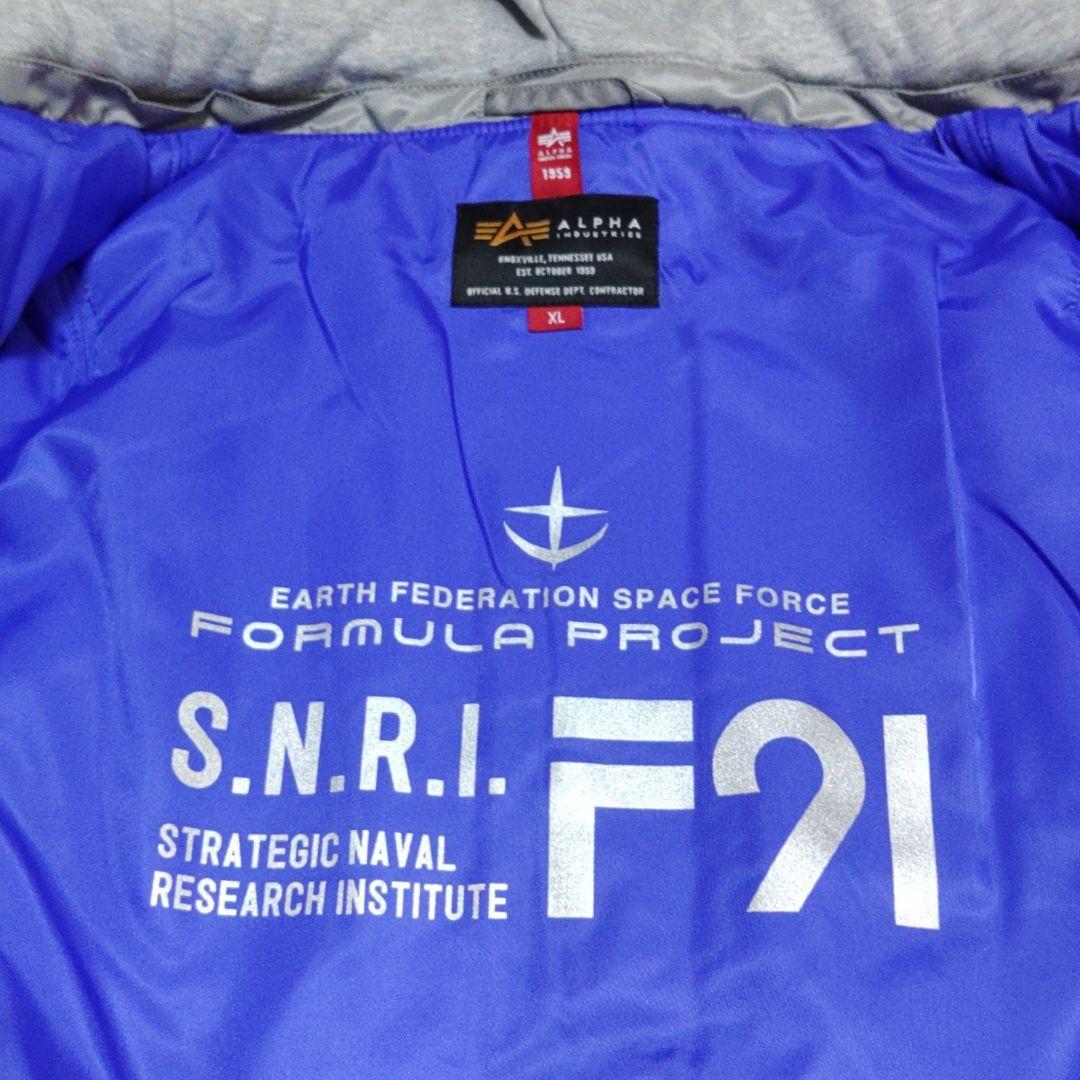 ALPHA
1959
ALPHA
INDUSTRIES
KNOXVILLE, TENNESSEE USA
EST. OCTOBER 1959
OFFICIAL U.S. DEFENSE DEPT. CONTRACTOR
XL
EARTH FEDERATION SPACE FORCE
FORMULA PROJECT
S.N.R.I.
STRATEGIC NAVAL
RESEARCH INSTITUTE
F91